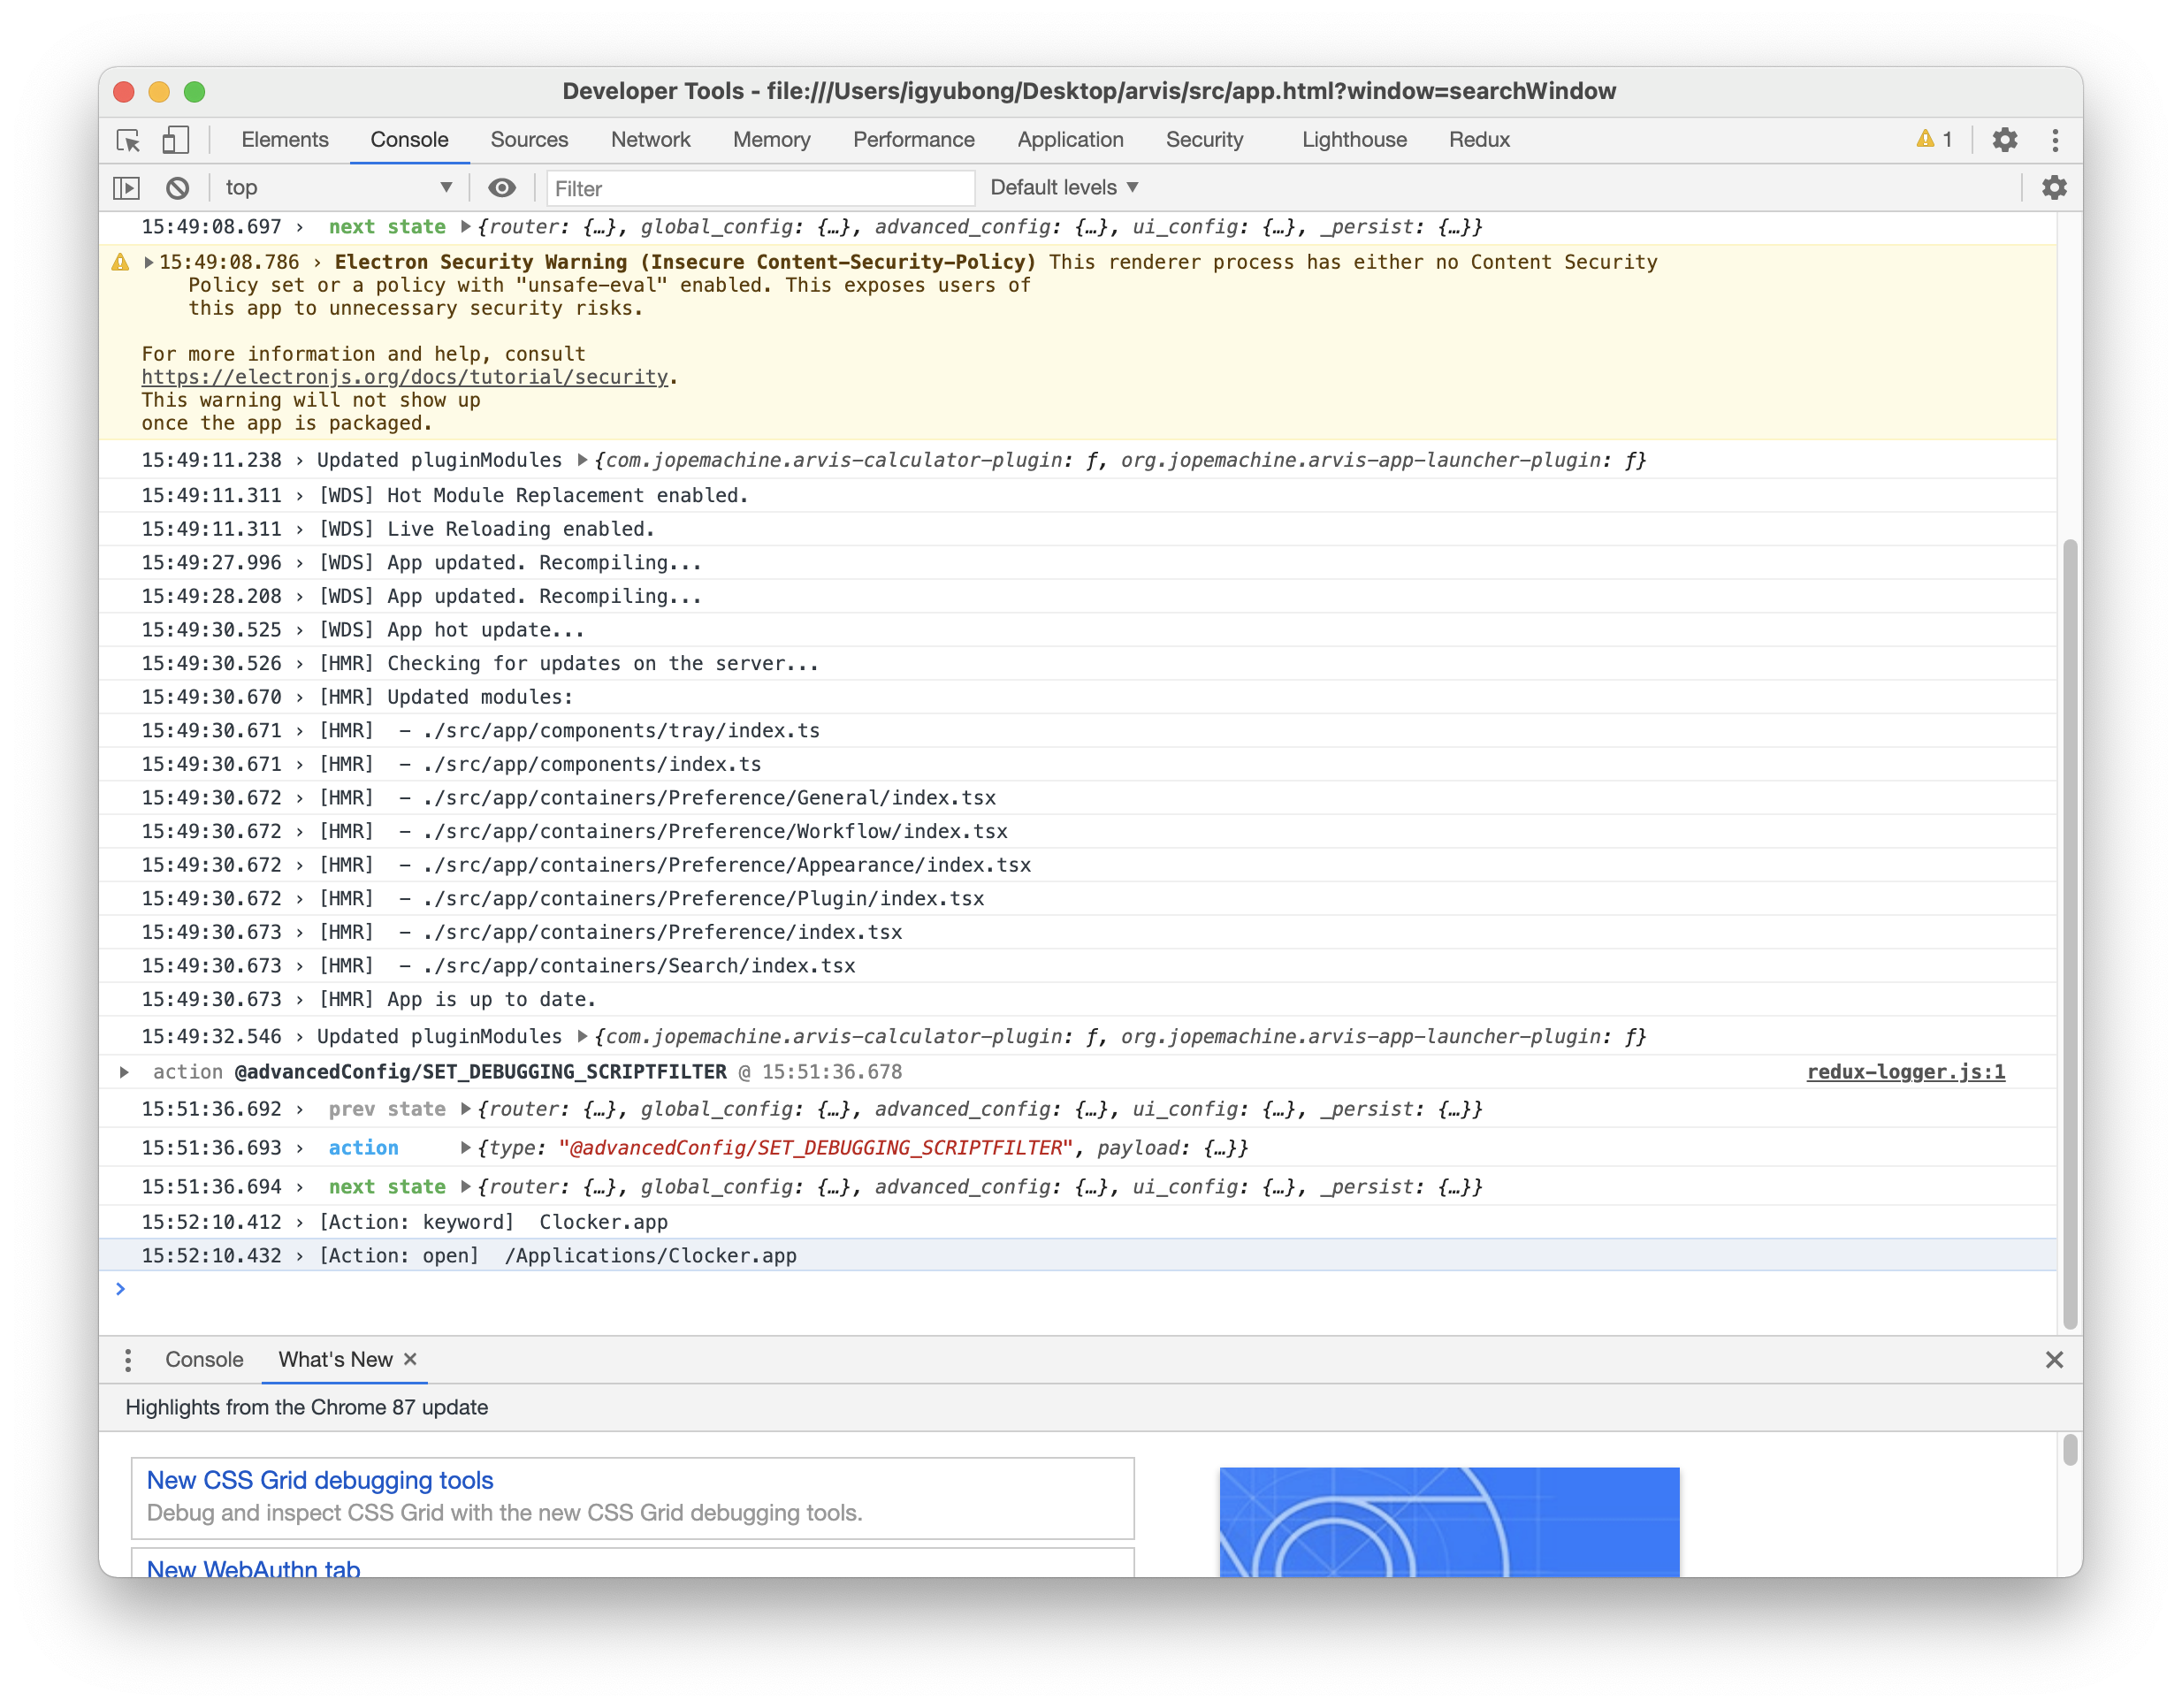 Developer Tools - file:///Users/igyubong/Desktop/arvis/src/app.html?window=searchWindow
Elements Console Sources Network Memory Performance Application Security Lighthouse Redux 1
top Filter Default levels
15:49:08.697 › next state {router: {…}, global_config: {…}, advanced_config: {…}, ui_config: {…}, _persist: {…}}
15:49:08.786 › Electron Security Warning (Insecure Content-Security-Policy) This renderer process has either no Content Security
Policy set or a policy with "unsafe-eval" enabled. This exposes users of
this app to unnecessary security risks.
For more information and help, consult
https://electronjs.org/docs/tutorial/security.
This warning will not show up
once the app is packaged.
15:49:11.238 › Updated pluginModules {com.jopemachine.arvis-calculator-plugin: ƒ, org.jopemachine.arvis-app-launcher-plugin: ƒ}
15:49:11.311 › [WDS] Hot Module Replacement enabled.
15:49:11.311 › [WDS] Live Reloading enabled.
15:49:27.996 › [WDS] App updated. Recompiling...
15:49:28.208 › [WDS] App updated. Recompiling...
15:49:30.525 › [WDS] App hot update...
15:49:30.526 › [HMR] Checking for updates on the server...
15:49:30.670 › [HMR] Updated modules:
15:49:30.671 › [HMR]  - ./src/app/components/tray/index.ts
15:49:30.671 › [HMR]  - ./src/app/components/index.ts
15:49:30.672 › [HMR]  - ./src/app/containers/Preference/General/index.tsx
15:49:30.672 › [HMR]  - ./src/app/containers/Preference/Workflow/index.tsx
15:49:30.672 › [HMR]  - ./src/app/containers/Preference/Appearance/index.tsx
15:49:30.672 › [HMR]  - ./src/app/containers/Preference/Plugin/index.tsx
15:49:30.673 › [HMR]  - ./src/app/containers/Preference/index.tsx
15:49:30.673 › [HMR]  - ./src/app/containers/Search/index.tsx
15:49:30.673 › [HMR] App is up to date.
15:49:32.546 › Updated pluginModules {com.jopemachine.arvis-calculator-plugin: ƒ, org.jopemachine.arvis-app-launcher-plugin: ƒ}
action @advancedConfig/SET_DEBUGGING_SCRIPTFILTER @ 15:51:36.678 redux-logger.js:1
15:51:36.692 › prev state {router: {…}, global_config: {…}, advanced_config: {…}, ui_config: {…}, _persist: {…}}
15:51:36.693 › action {type: "@advancedConfig/SET_DEBUGGING_SCRIPTFILTER", payload: {…}}
15:51:36.694 › next state {router: {…}, global_config: {…}, advanced_config: {…}, ui_config: {…}, _persist: {…}}
15:52:10.412 › [Action: keyword]  Clocker.app
15:52:10.432 › [Action: open]  /Applications/Clocker.app
›
Console What's New
Highlights from the Chrome 87 update
New CSS Grid debugging tools
Debug and inspect CSS Grid with the new CSS Grid debugging tools.
New WebAuthn tab